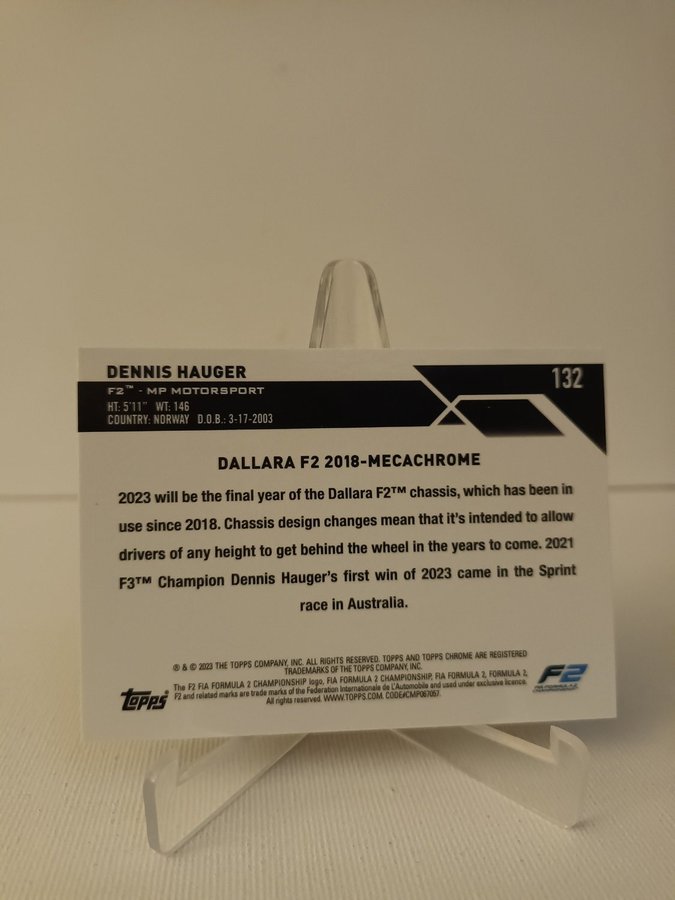 DENNIS HAUGER
132
F2™ - MP MOTORSPORT
HT: 5'11" WT: 146
COUNTRY: NORWAY D.O.B.: 3-17-2003
DALLARA F2 2018-MECACHROME
2023 will be the final year of the Dallara F2™ chassis, which has been in
use since 2018. Chassis design changes mean that it's intended to allow
drivers of any height to get behind the wheel in the years to come. 2021
F3™ Champion Dennis Hauger's first win of 2023 came in the Sprint
race in Australia.
® & © 2023 THE TOPPS COMPANY, INC. ALL RIGHTS RESERVED. TOPPS AND TOPPS CHROME ARE REGISTERED
TRADEMARKS OF THE TOPPS COMPANY, INC.
The F2 FIA FORMULA 2 CHAMPIONSHIP logo, FIA FORMULA 2 CHAMPIONSHIP, FIA FORMULA 2, FORMULA 2,
F2 and related marks are trade marks of the Federation Internationale de L'Automobile and used under exclusive licence.
All rights reserved. WWW.TOPPS.COM. CODE#CMP067057
Topps
F2
FIA FORMULA 2
CHAMPIONSHIP